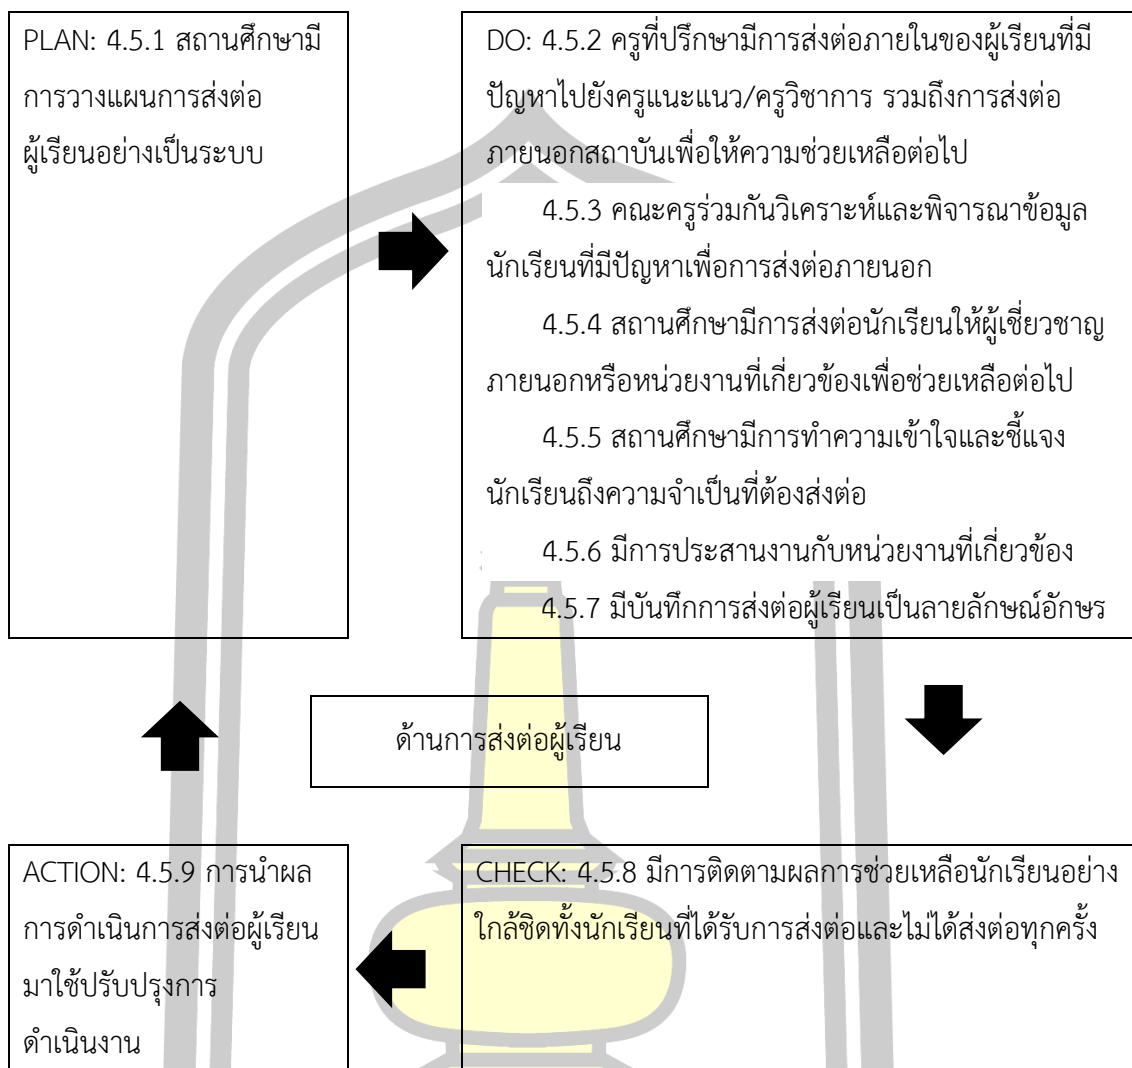 PLAN: 4.5.1 สถานศึกษามี
การวางแผนการส่งต่อ
ผู้เรียนอย่างเป็นระบบ
DO: 4.5.2 ครูที่ปรึกษามีการส่งต่อภายในของผู้เรียนที่มี
ปัญหาไปยังครูแนะแนว/ครูวิชาการ รวมถึงการส่งต่อ
ภายนอกสถาบันเพื่อให้ความช่วยเหลือต่อไป
4.5.3 คณะครูร่วมกันวิเคราะห์และพิจารณาข้อมูล
นักเรียนที่มีปัญหาเพื่อการส่งต่อภายนอก
4.5.4 สถานศึกษามีการส่งต่อนักเรียนให้ผู้เชี่ยวชาญ
ภายนอกหรือหน่วยงานที่เกี่ยวข้องเพื่อช่วยเหลือต่อไป
4.5.5 สถานศึกษามีการทำความเข้าใจและชี้แจง
นักเรียนถึงความจำเป็นที่ต้องส่งต่อ
4.5.6 มีการประสานงานกับหน่วยงานที่เกี่ยวข้อง
4.5.7 มีบันทึกการส่งต่อผู้เรียนเป็นลายลักษณ์อักษร
ด้านการส่งต่อผู้เรียน
ACTION: 4.5.9 การนำผล
การดำเนินการส่งต่อผู้เรียน
มาใช้ปรับปรุงการ
ดำเนินงาน
CHECK: 4.5.8 มีการติดตามผลการช่วยเหลือนักเรียนอย่าง
ใกล้ชิดทั้งนักเรียนที่ได้รับการส่งต่อและไม่ได้ส่งต่อทุกครั้ง